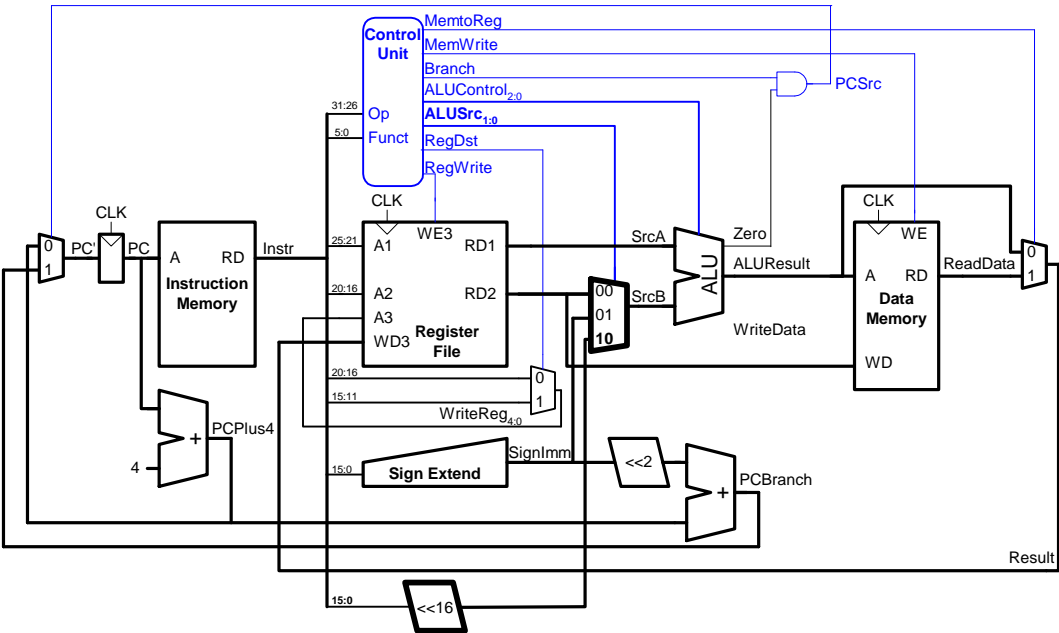 MemtoReg
Control
Unit
MemWrite
Branch
ALUControl2:0
PCSrc
31:26
Op
ALUSrc1:0
5:0
Funct
RegDst
RegWrite
CLK
CLK
CLK
0
1
PC'
PC
A
RD
Instruction
Memory
Instr
25:21
A1
WE3
RD1
20:16
A2
RD2
A3
WD3
Register
File
SrcA
00
01
10
SrcB
ALU
Zero
ALUResult
WriteData
WE
A
RD
Data
Memory
WD
ReadData
0
1
20:16
0
15:11
1
WriteReg4:0
PCPlus4
+
4
15:0
Sign Extend
SignImm
<<2
+
PCBranch
Result
15:0
<<16